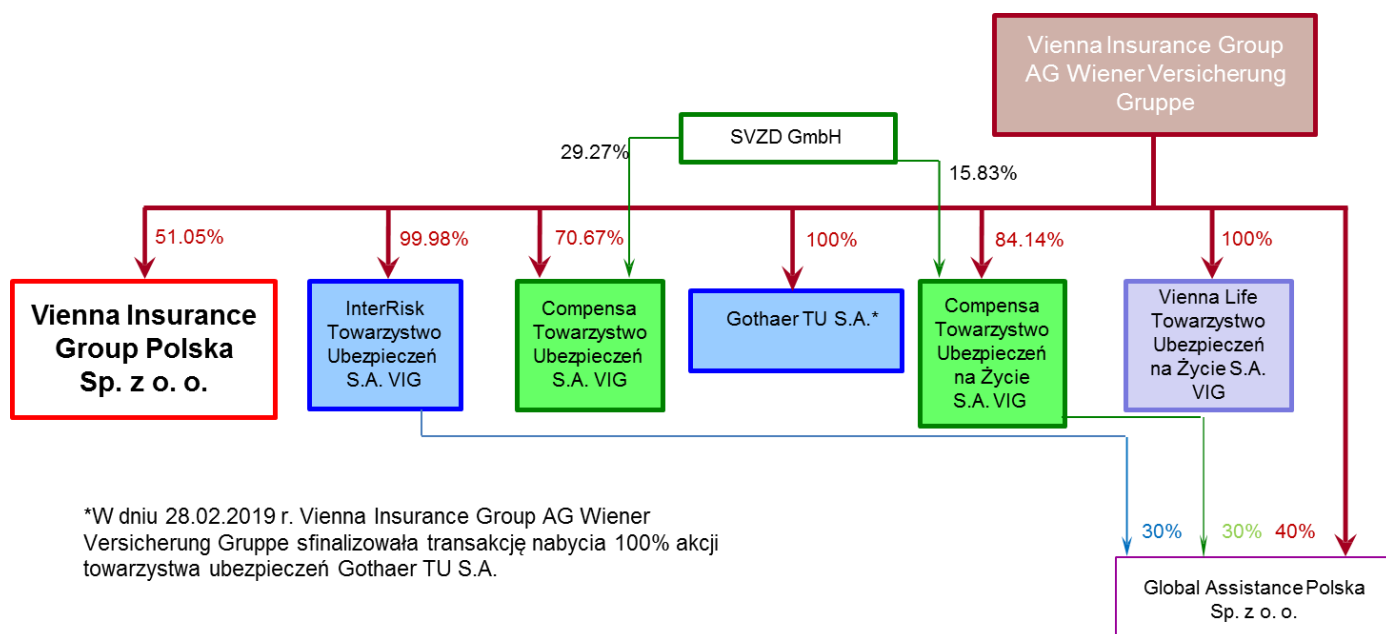 Vienna Insurance Group
AG Wiener Versicherung
Gruppe
SVZD GmbH
29.27%
15.83%
51.05%
99.98%
70.67%
100%
84.14%
100%
Vienna Insurance
Group Polska
Sp. z o. o.
InterRisk
Towarzystwo
Ubezpieczeń
S.A. VIG
Compensa
Towarzystwo
Ubezpieczeń
S.A. VIG
Gothaer TU S.A.*
Compensa
Towarzystwo
Ubezpieczeń
na Życie
S.A. VIG
Vienna Life
Towarzystwo
Ubezpieczeń
na Życie S.A.
VIG
*W dniu 28.02.2019 r. Vienna Insurance Group AG Wiener
Versicherung Gruppe sfinalizowała transakcję nabycia 100% akcji
towarzystwa ubezpieczeń Gothaer TU S.A.
30%
30%
40%
Global Assistance Polska
Sp. z o. o.